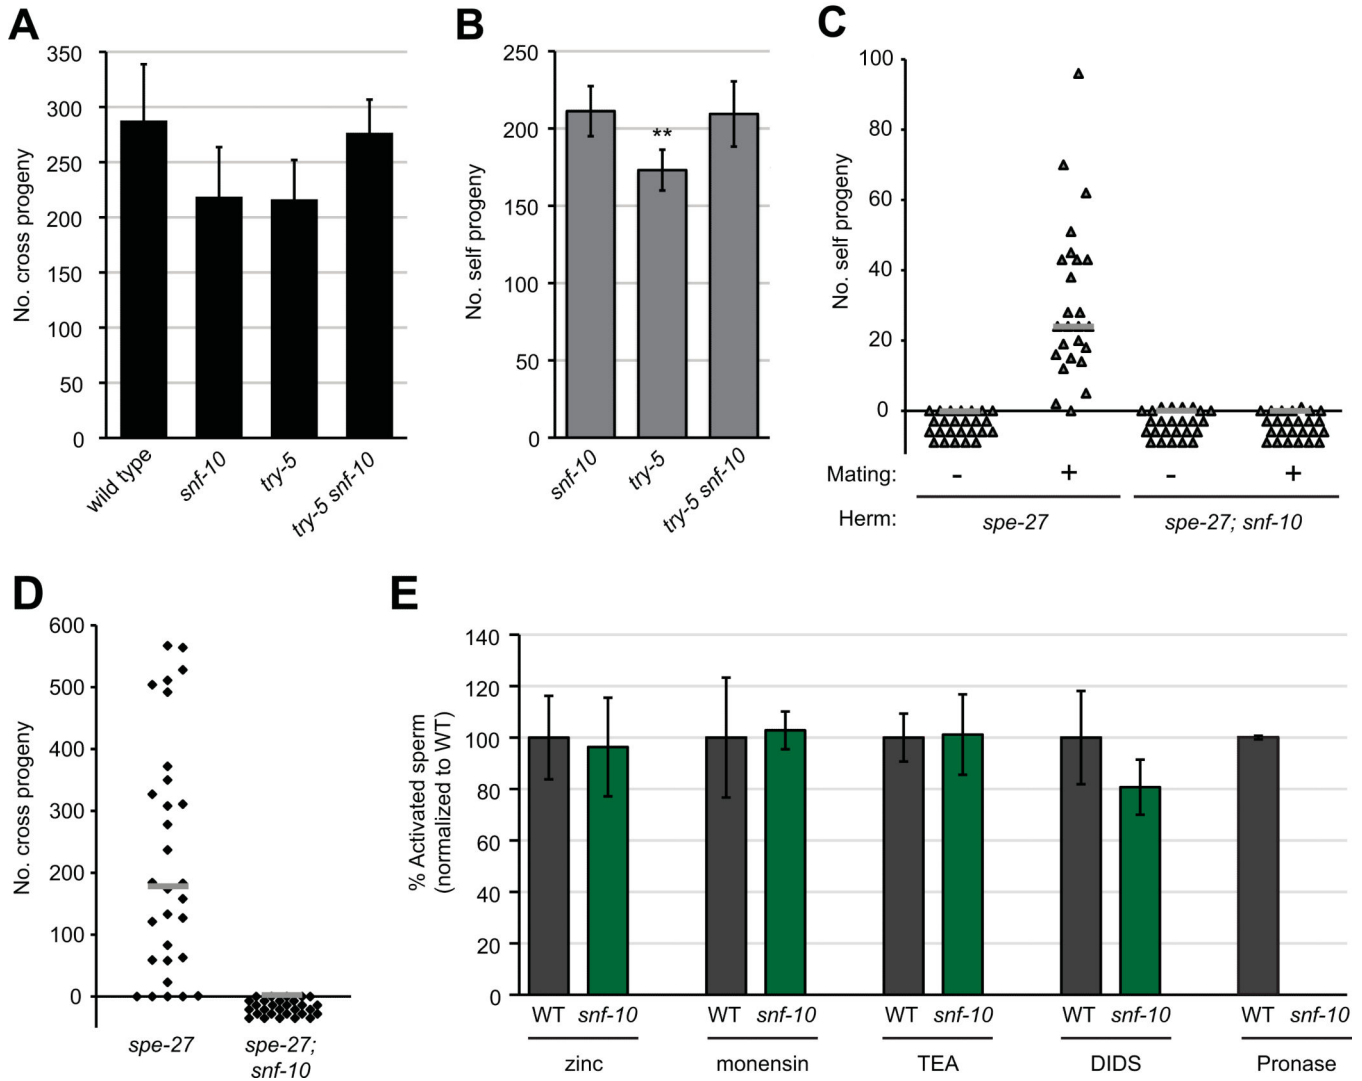 A
350
300
250
200
150
100
50
0
No. cross progeny
wild type
snf-10
try-5
try-5 snf-10
B
250
200
150
100
50
0
No. self progeny
**
snf-10
try-5
try-5 snf-10
C
100
80
60
40
20
0
No. self progeny
Mating: - + - +
Herm: spe-27 spe-27; snf-10
D
600
500
400
300
200
100
0
No. cross progeny
spe-27 spe-27;
snf-10
E
140
120
100
80
60
40
20
0
% Activated sperm
(normalized to WT)
WT snf-10 WT snf-10 WT snf-10 WT snf-10 WT snf-10
zinc monensin TEA DIDS Pronase